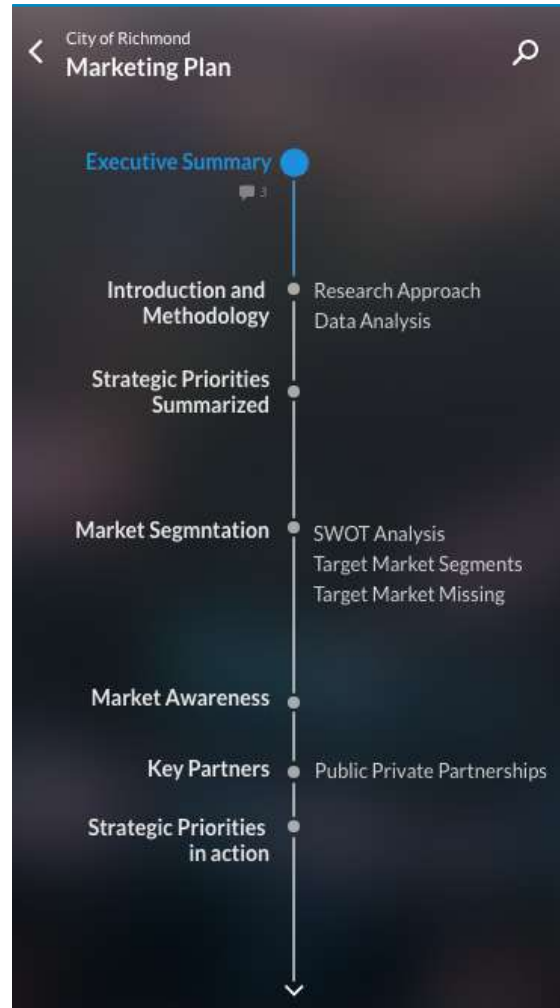 City of Richmond
Marketing Plan
Executive Summary
3
Introduction and
Methodology
Research Approach
Data Analysis
Strategic Priorities
Summarized
Market Segmntation
SWOT Analysis
Target Market Segments
Target Market Missing
Market Awareness
Key Partners
Public Private Partnerships
Strategic Priorities
in action